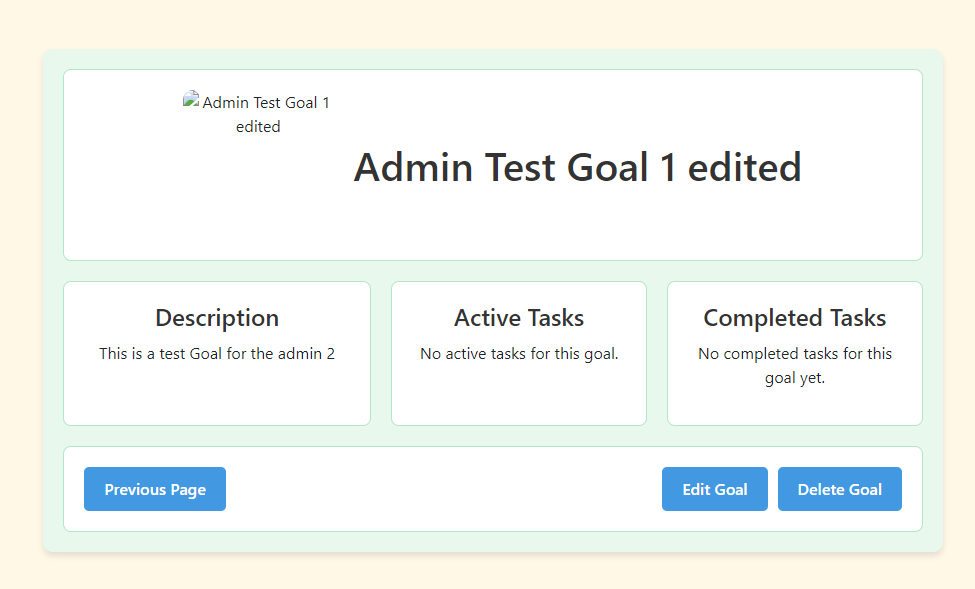 Admin Test Goal 1
edited
Admin Test Goal 1 edited
Description
This is a test Goal for the admin 2
Active Tasks
No active tasks for this goal.
Completed Tasks
No completed tasks for this
goal yet.
Previous Page
Edit Goal
Delete Goal